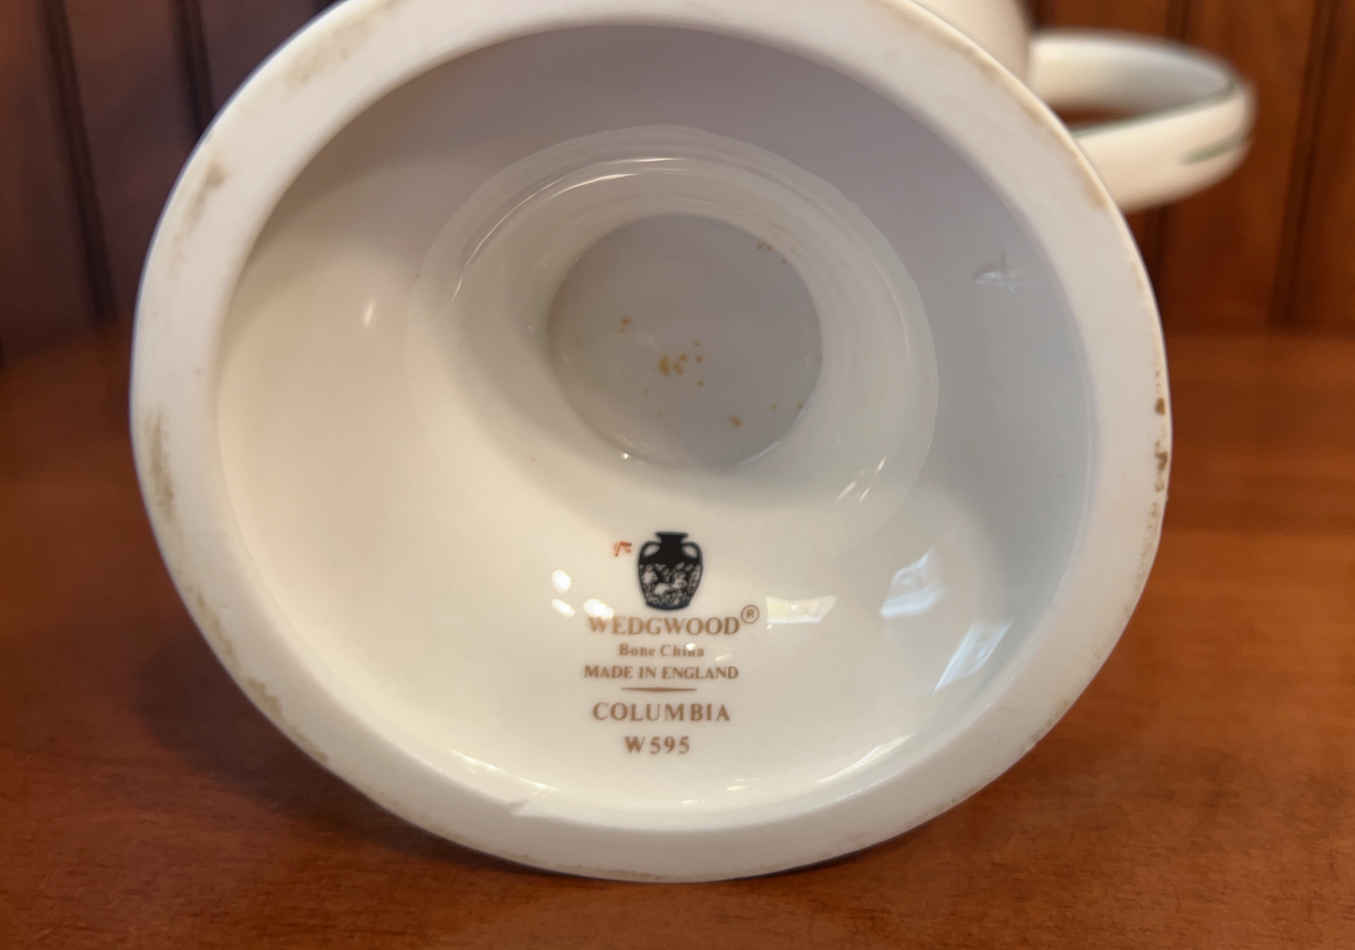 WEDGWOOD®
Bone China
MADE IN ENGLAND
COLUMBIA
W595